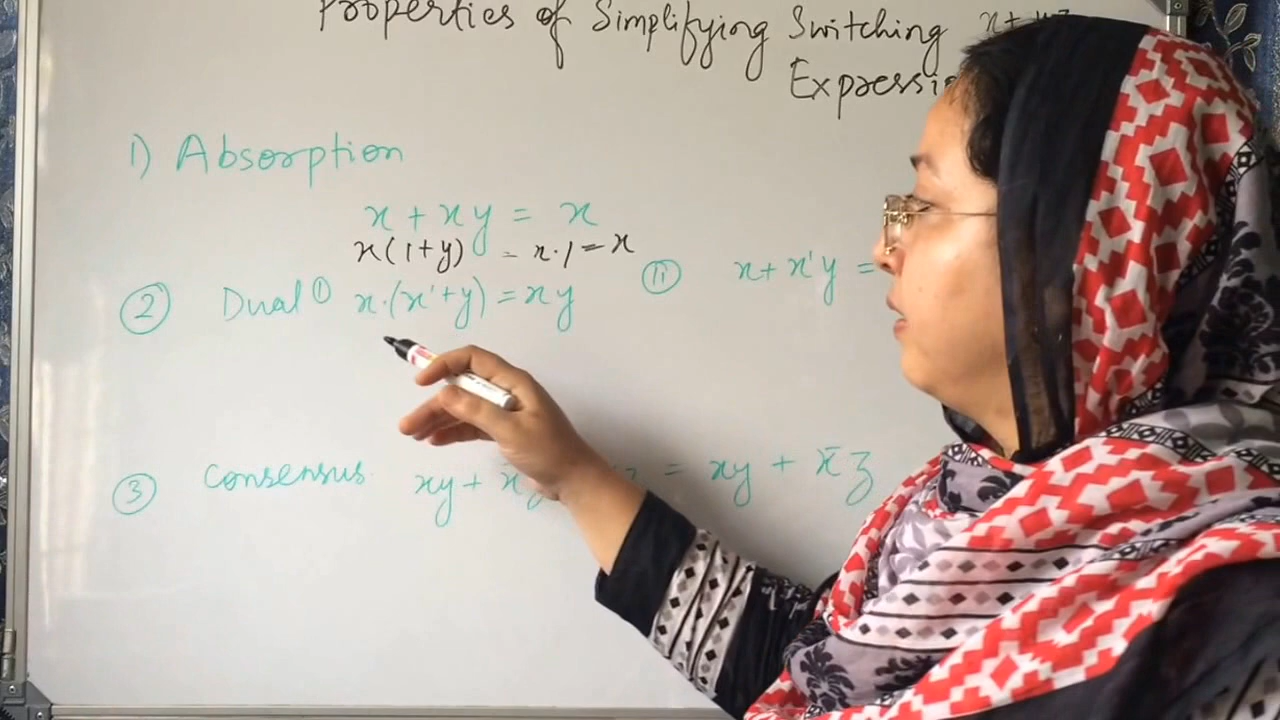 Properties of Simplifying Switching
Expressi
1) Absorption
x + xy = x
x(1+y) = x·1 = x
② Dual ① x·(x'+y) = xy
ⓘⓘ x + x'y =
③ Consensus. xy + = xy + x̄z